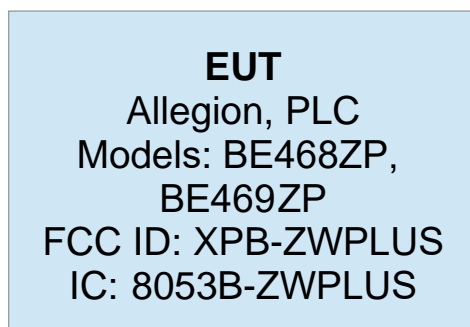 EUT
Allegion, PLC
Models: BE468ZP,
BE469ZP
FCC ID: XPB-ZWPLUS
IC: 8053B-ZWPLUS